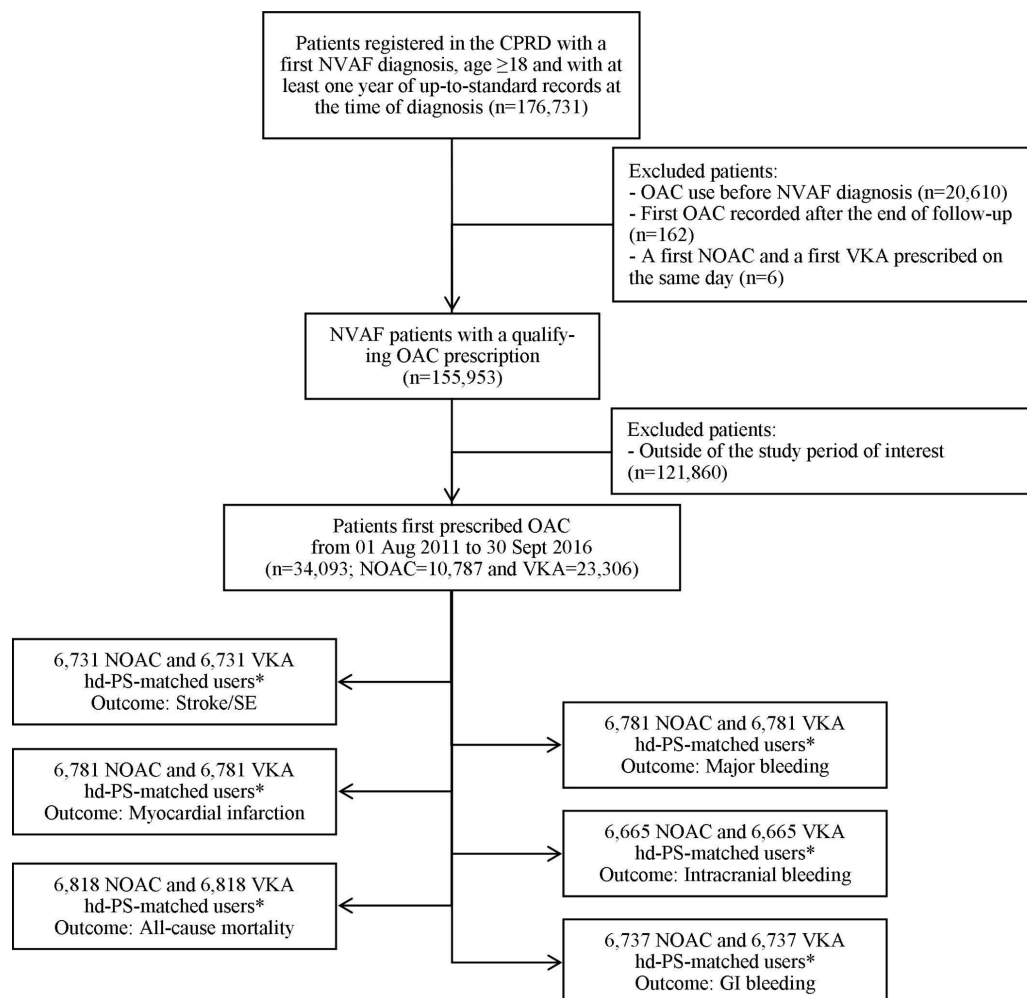 Patients registered in the CPRD with a
first NVAF diagnosis, age ≥18 and with at
least one year of up-to-standard records at
the time of diagnosis (n=176,731)
Excluded patients:
- OAC use before NVAF diagnosis (n=20,610)
- First OAC recorded after the end of follow-up
(n=162)
- A first NOAC and a first VKA prescribed on
the same day (n=6)
NVAF patients with a qualify-
ing OAC prescription
(n=155,953)
Excluded patients:
- Outside of the study period of interest
(n=121,860)
Patients first prescribed OAC
from 01 Aug 2011 to 30 Sept 2016
(n=34,093; NOAC=10,787 and VKA=23,306)
6,731 NOAC and 6,731 VKA
hd-PS-matched users*
Outcome: Stroke/SE
6,781 NOAC and 6,781 VKA
hd-PS-matched users*
Outcome: Major bleeding
6,781 NOAC and 6,781 VKA
hd-PS-matched users*
Outcome: Myocardial infarction
6,665 NOAC and 6,665 VKA
hd-PS-matched users*
Outcome: Intracranial bleeding
6,818 NOAC and 6,818 VKA
hd-PS-matched users*
Outcome: All-cause mortality
6,737 NOAC and 6,737 VKA
hd-PS-matched users*
Outcome: GI bleeding